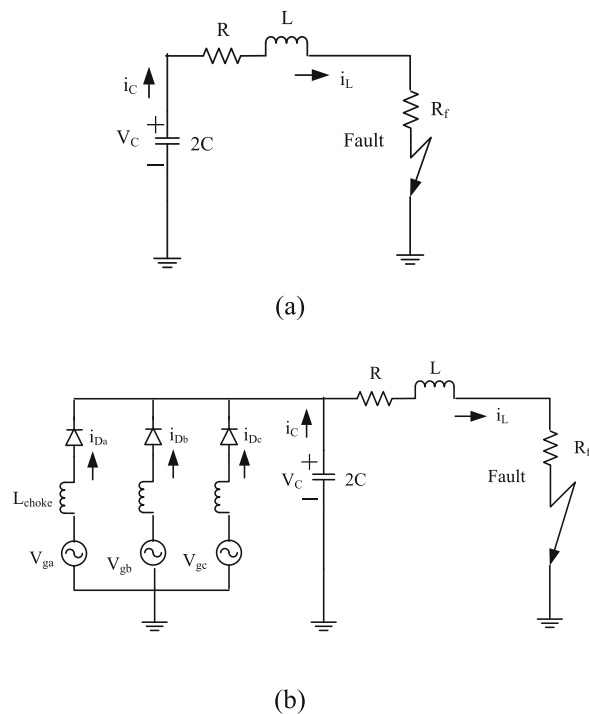 L
R
i_C
i_L
R_f
V_C
+
−
2C
Fault
(a)
L
R
i_Da
i_Db
i_Dc
i_C
i_L
R_f
L_choke
V_C
+
−
2C
Fault
V_ga
V_gb
V_gc
(b)